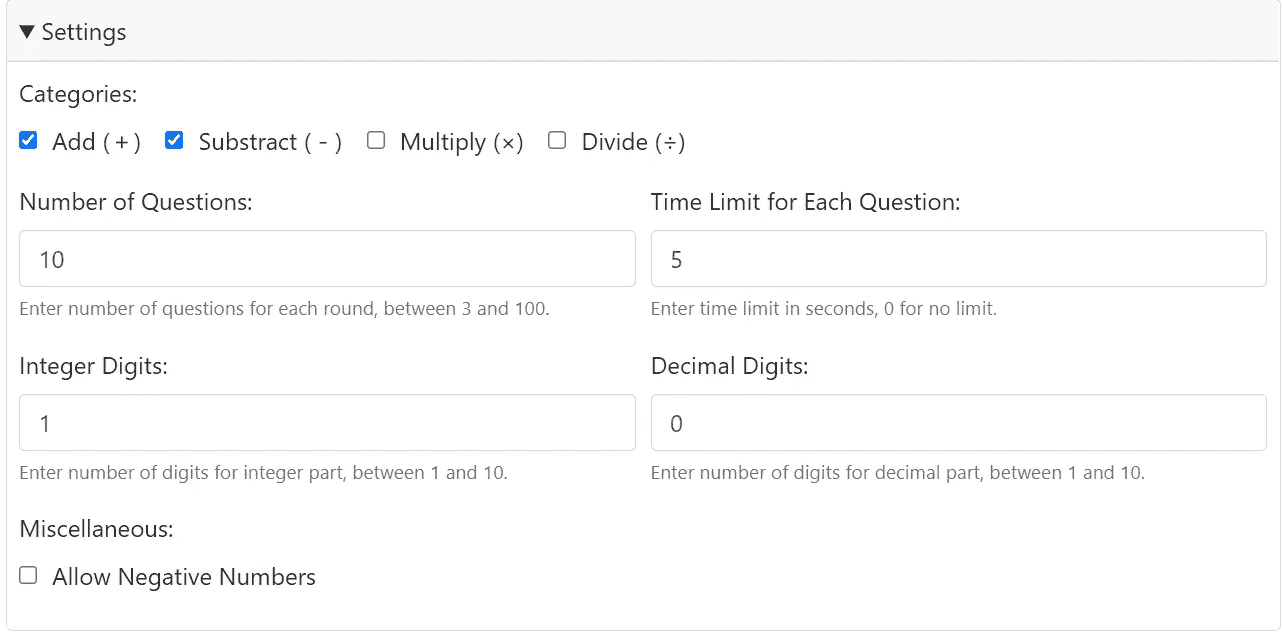 ▼ Settings
Categories:
Add ( + ) Substract ( - ) Multiply (×) Divide (÷)
Number of Questions: Time Limit for Each Question:
10 5
Enter number of questions for each round, between 3 and 100. Enter time limit in seconds, 0 for no limit.
Integer Digits: Decimal Digits:
1 0
Enter number of digits for integer part, between 1 and 10. Enter number of digits for decimal part, between 1 and 10.
Miscellaneous:
Allow Negative Numbers